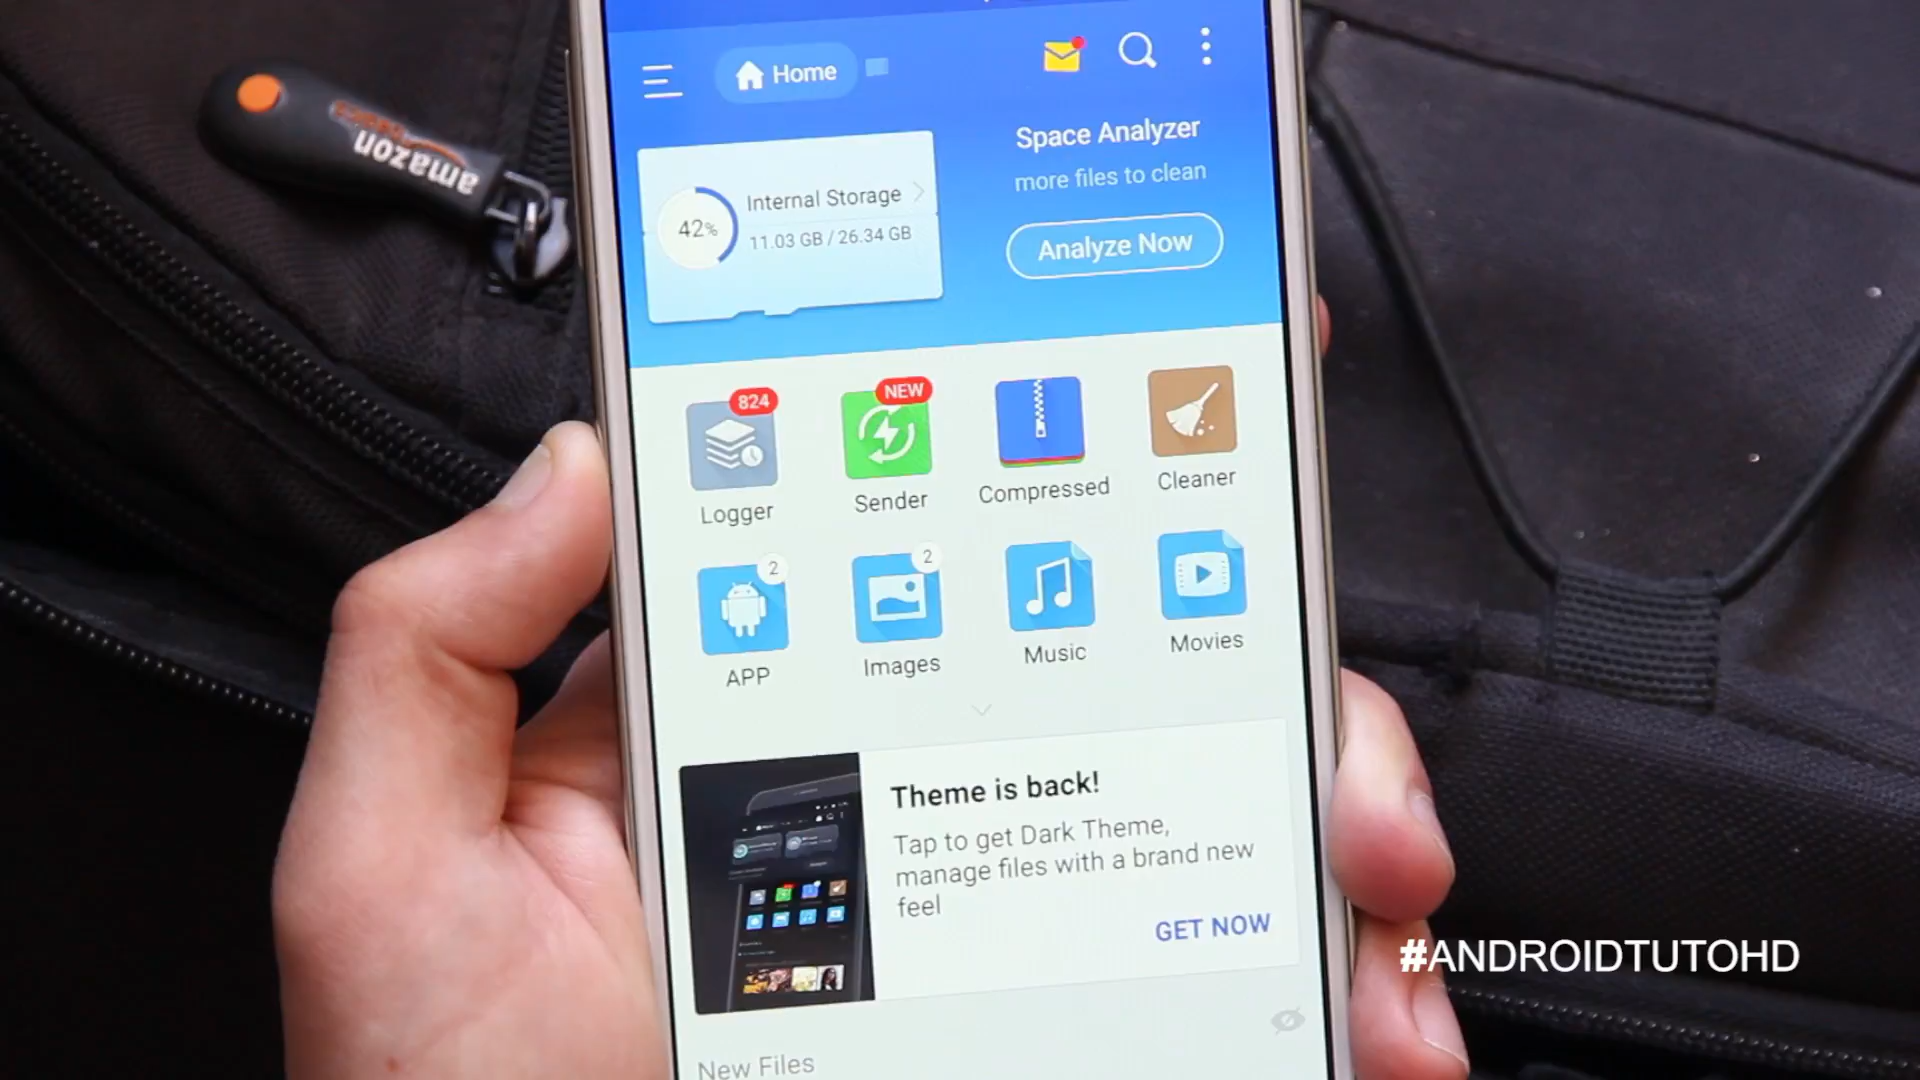 Home
Space Analyzer
more files to clean
Analyze Now
Internal Storage
42%
11.03 GB / 26.34 GB
824
NEW
Logger
Sender
Compressed
Cleaner
2
2
APP
Images
Music
Movies
Theme is back!
Tap to get Dark Theme,
manage files with a brand new
feel
GET NOW
New Files
amazon
basics
#ANDROIDTUTOHD